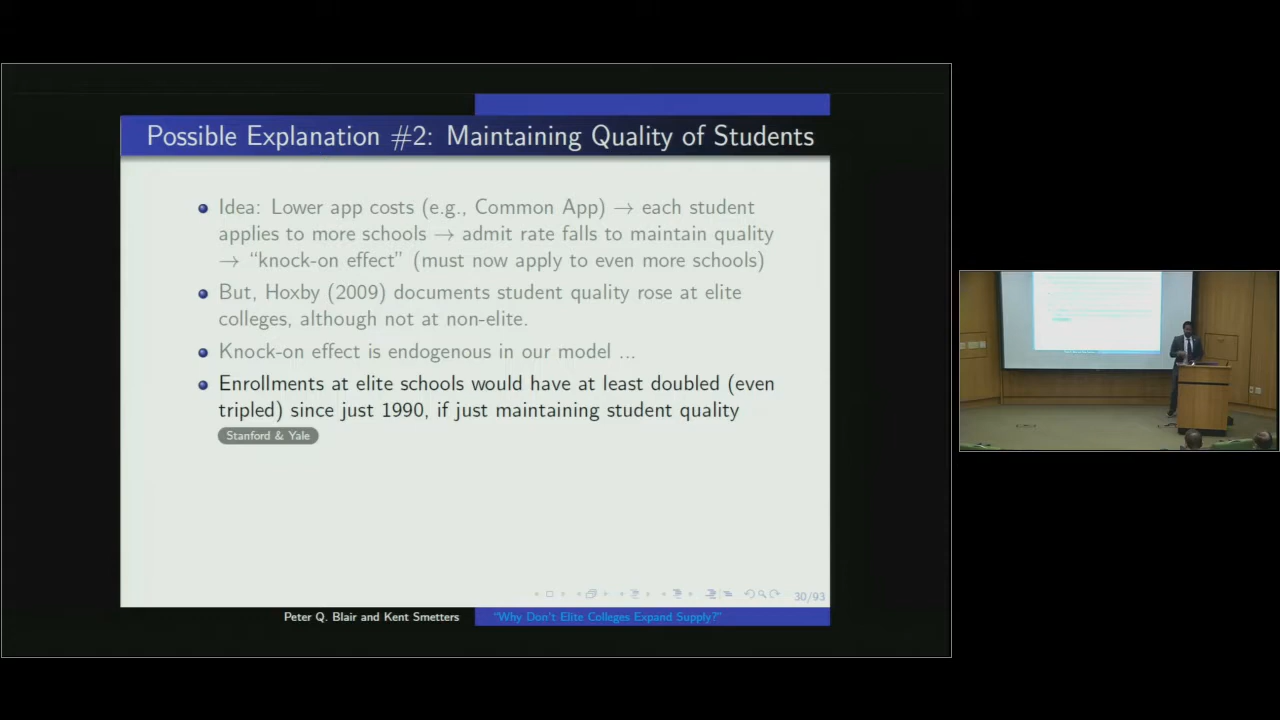 Possible Explanation #2: Maintaining Quality of Students
Idea: Lower app costs (e.g., Common App) → each student
applies to more schools → admit rate falls to maintain quality
→ “knock-on effect” (must now apply to even more schools)
But, Hoxby (2009) documents student quality rose at elite
colleges, although not at non-elite.
Knock-on effect is endogenous in our model ...
Enrollments at elite schools would have at least doubled (even
tripled) since just 1990, if just maintaining student quality
Stanford & Yale
30/93
Peter Q. Blair and Kent Smetters
“Why Don't Elite Colleges Expand Supply?”